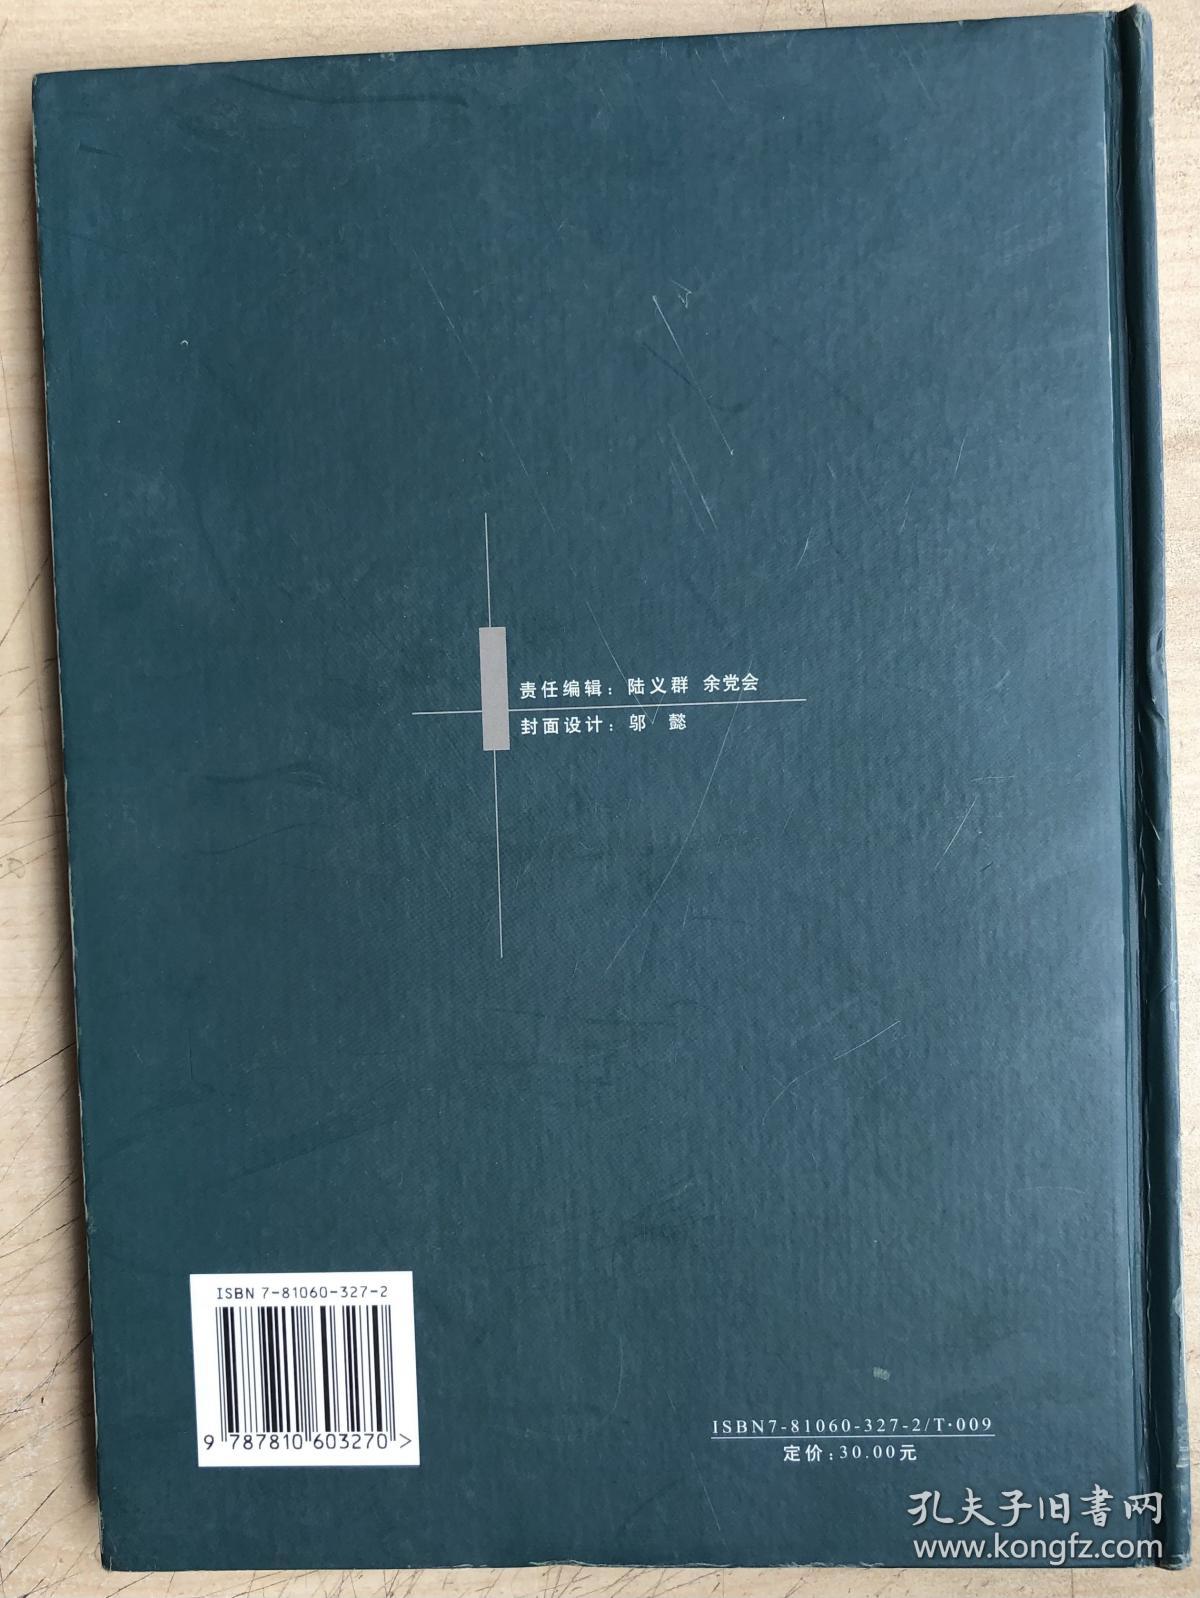 责任编辑：陆义群 余党会
封面设计：邬 懿
ISBN 7-81060-327-2
9 787810 603270 >
ISBN7-81060-327-2/T·009
定价：30.00元
孔夫子旧書网
www.kongfz.com